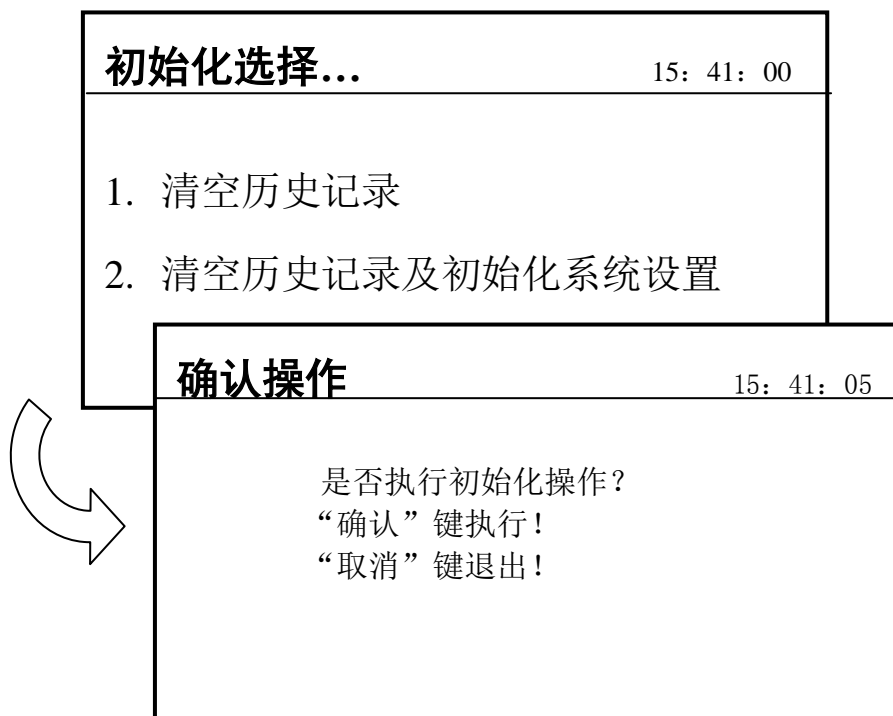 初始化选择…
15：41：00
1. 清空历史记录
2. 清空历史记录及初始化系统设置
确认操作
15：41：05
是否执行初始化操作？
“确认”键执行！
“取消”键退出！